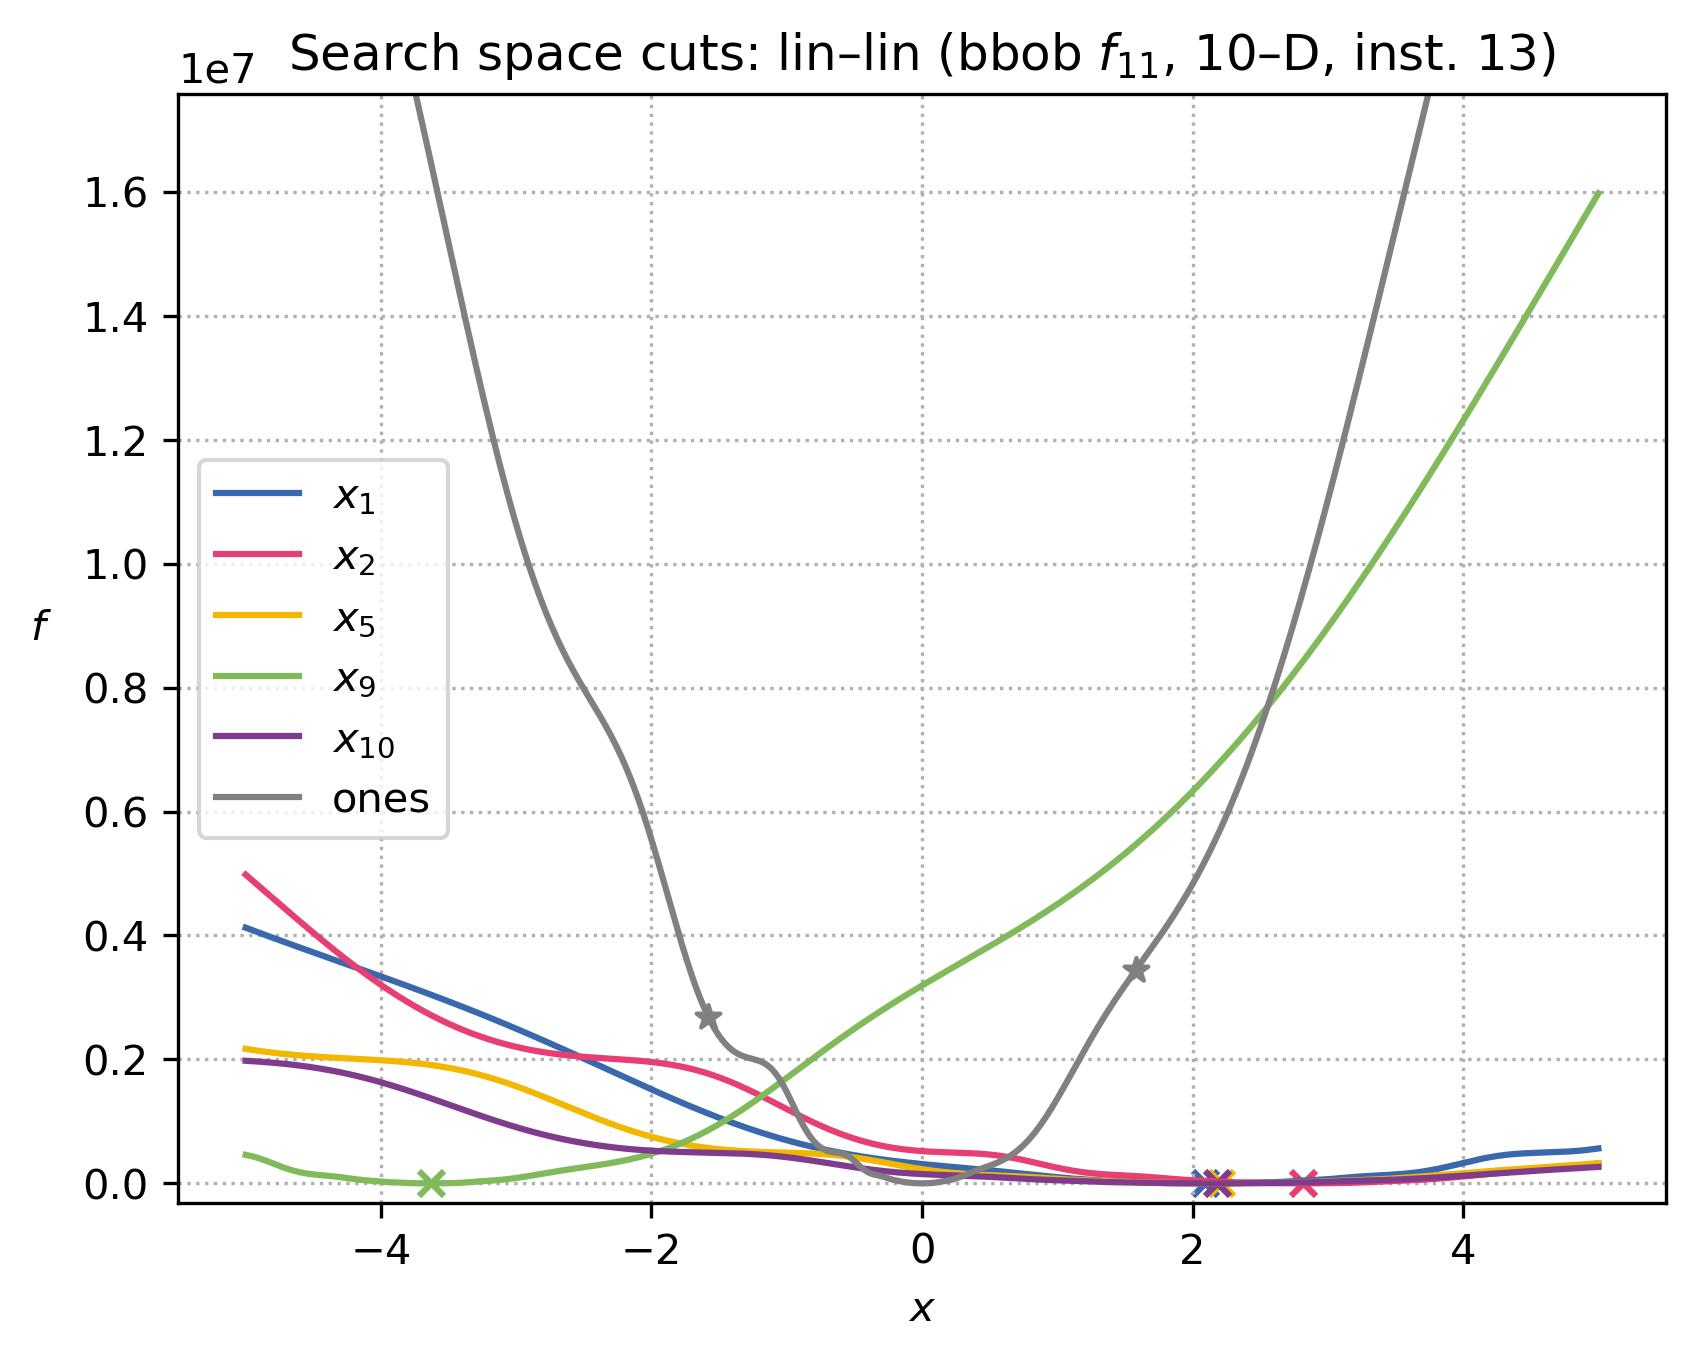 Search space cuts: lin–lin (bbob f11, 10–D, inst. 13)
1e7
1.6
1.4
1.2
1.0
0.8
0.6
0.4
0.2
0.0
f
x1
x2
x5
x9
x10
ones
−4
−2
0
2
4
x